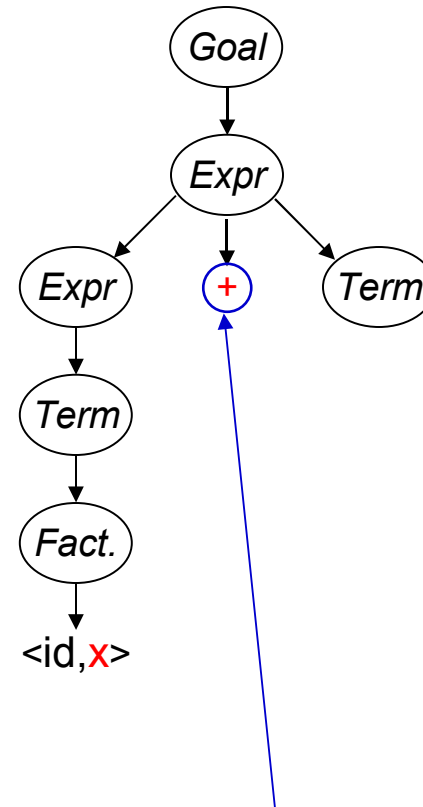 Goal
Expr
Expr + Term
Term
Fact.
<id,x>